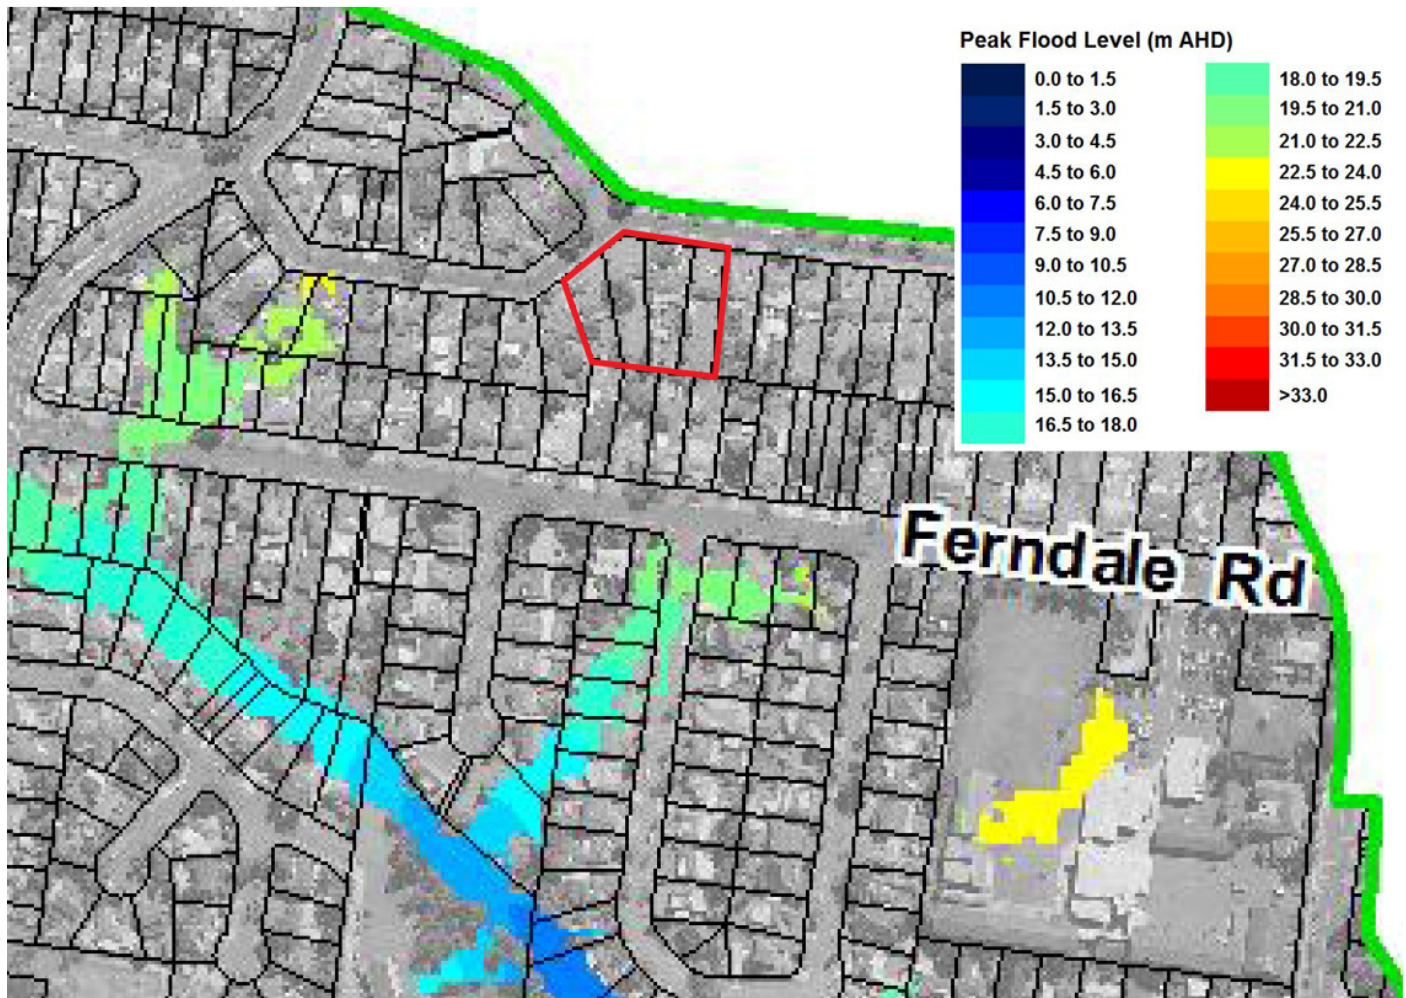 Peak Flood Level (m AHD)
0.0 to 1.5
1.5 to 3.0
3.0 to 4.5
4.5 to 6.0
6.0 to 7.5
7.5 to 9.0
9.0 to 10.5
10.5 to 12.0
12.0 to 13.5
13.5 to 15.0
15.0 to 16.5
16.5 to 18.0
18.0 to 19.5
19.5 to 21.0
21.0 to 22.5
22.5 to 24.0
24.0 to 25.5
25.5 to 27.0
27.0 to 28.5
28.5 to 30.0
30.0 to 31.5
31.5 to 33.0
>33.0
Ferndale Rd